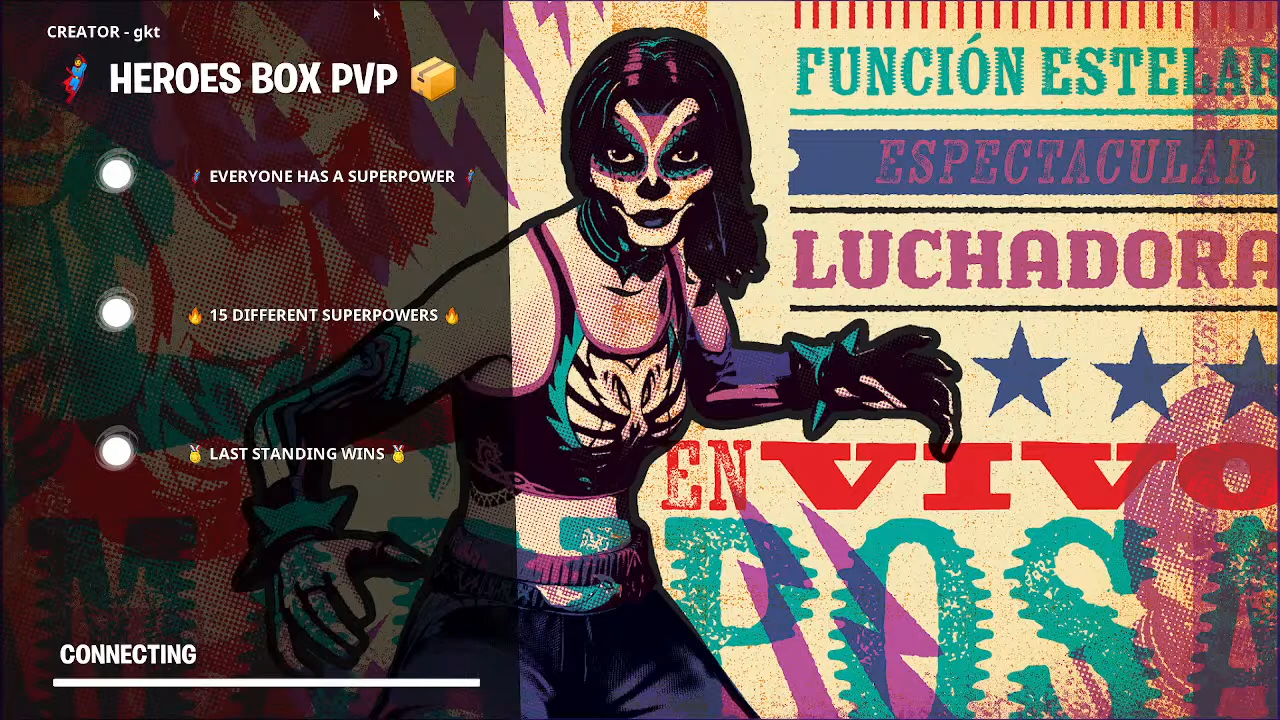 CREATOR - gkt
HEROES BOX PVP
EVERYONE HAS A SUPERPOWER
15 DIFFERENT SUPERPOWERS
LAST STANDING WINS
CONNECTING
FUNCIÓN ESTELAR
ESPECTACULAR
LUCHADORA
EN VIVO